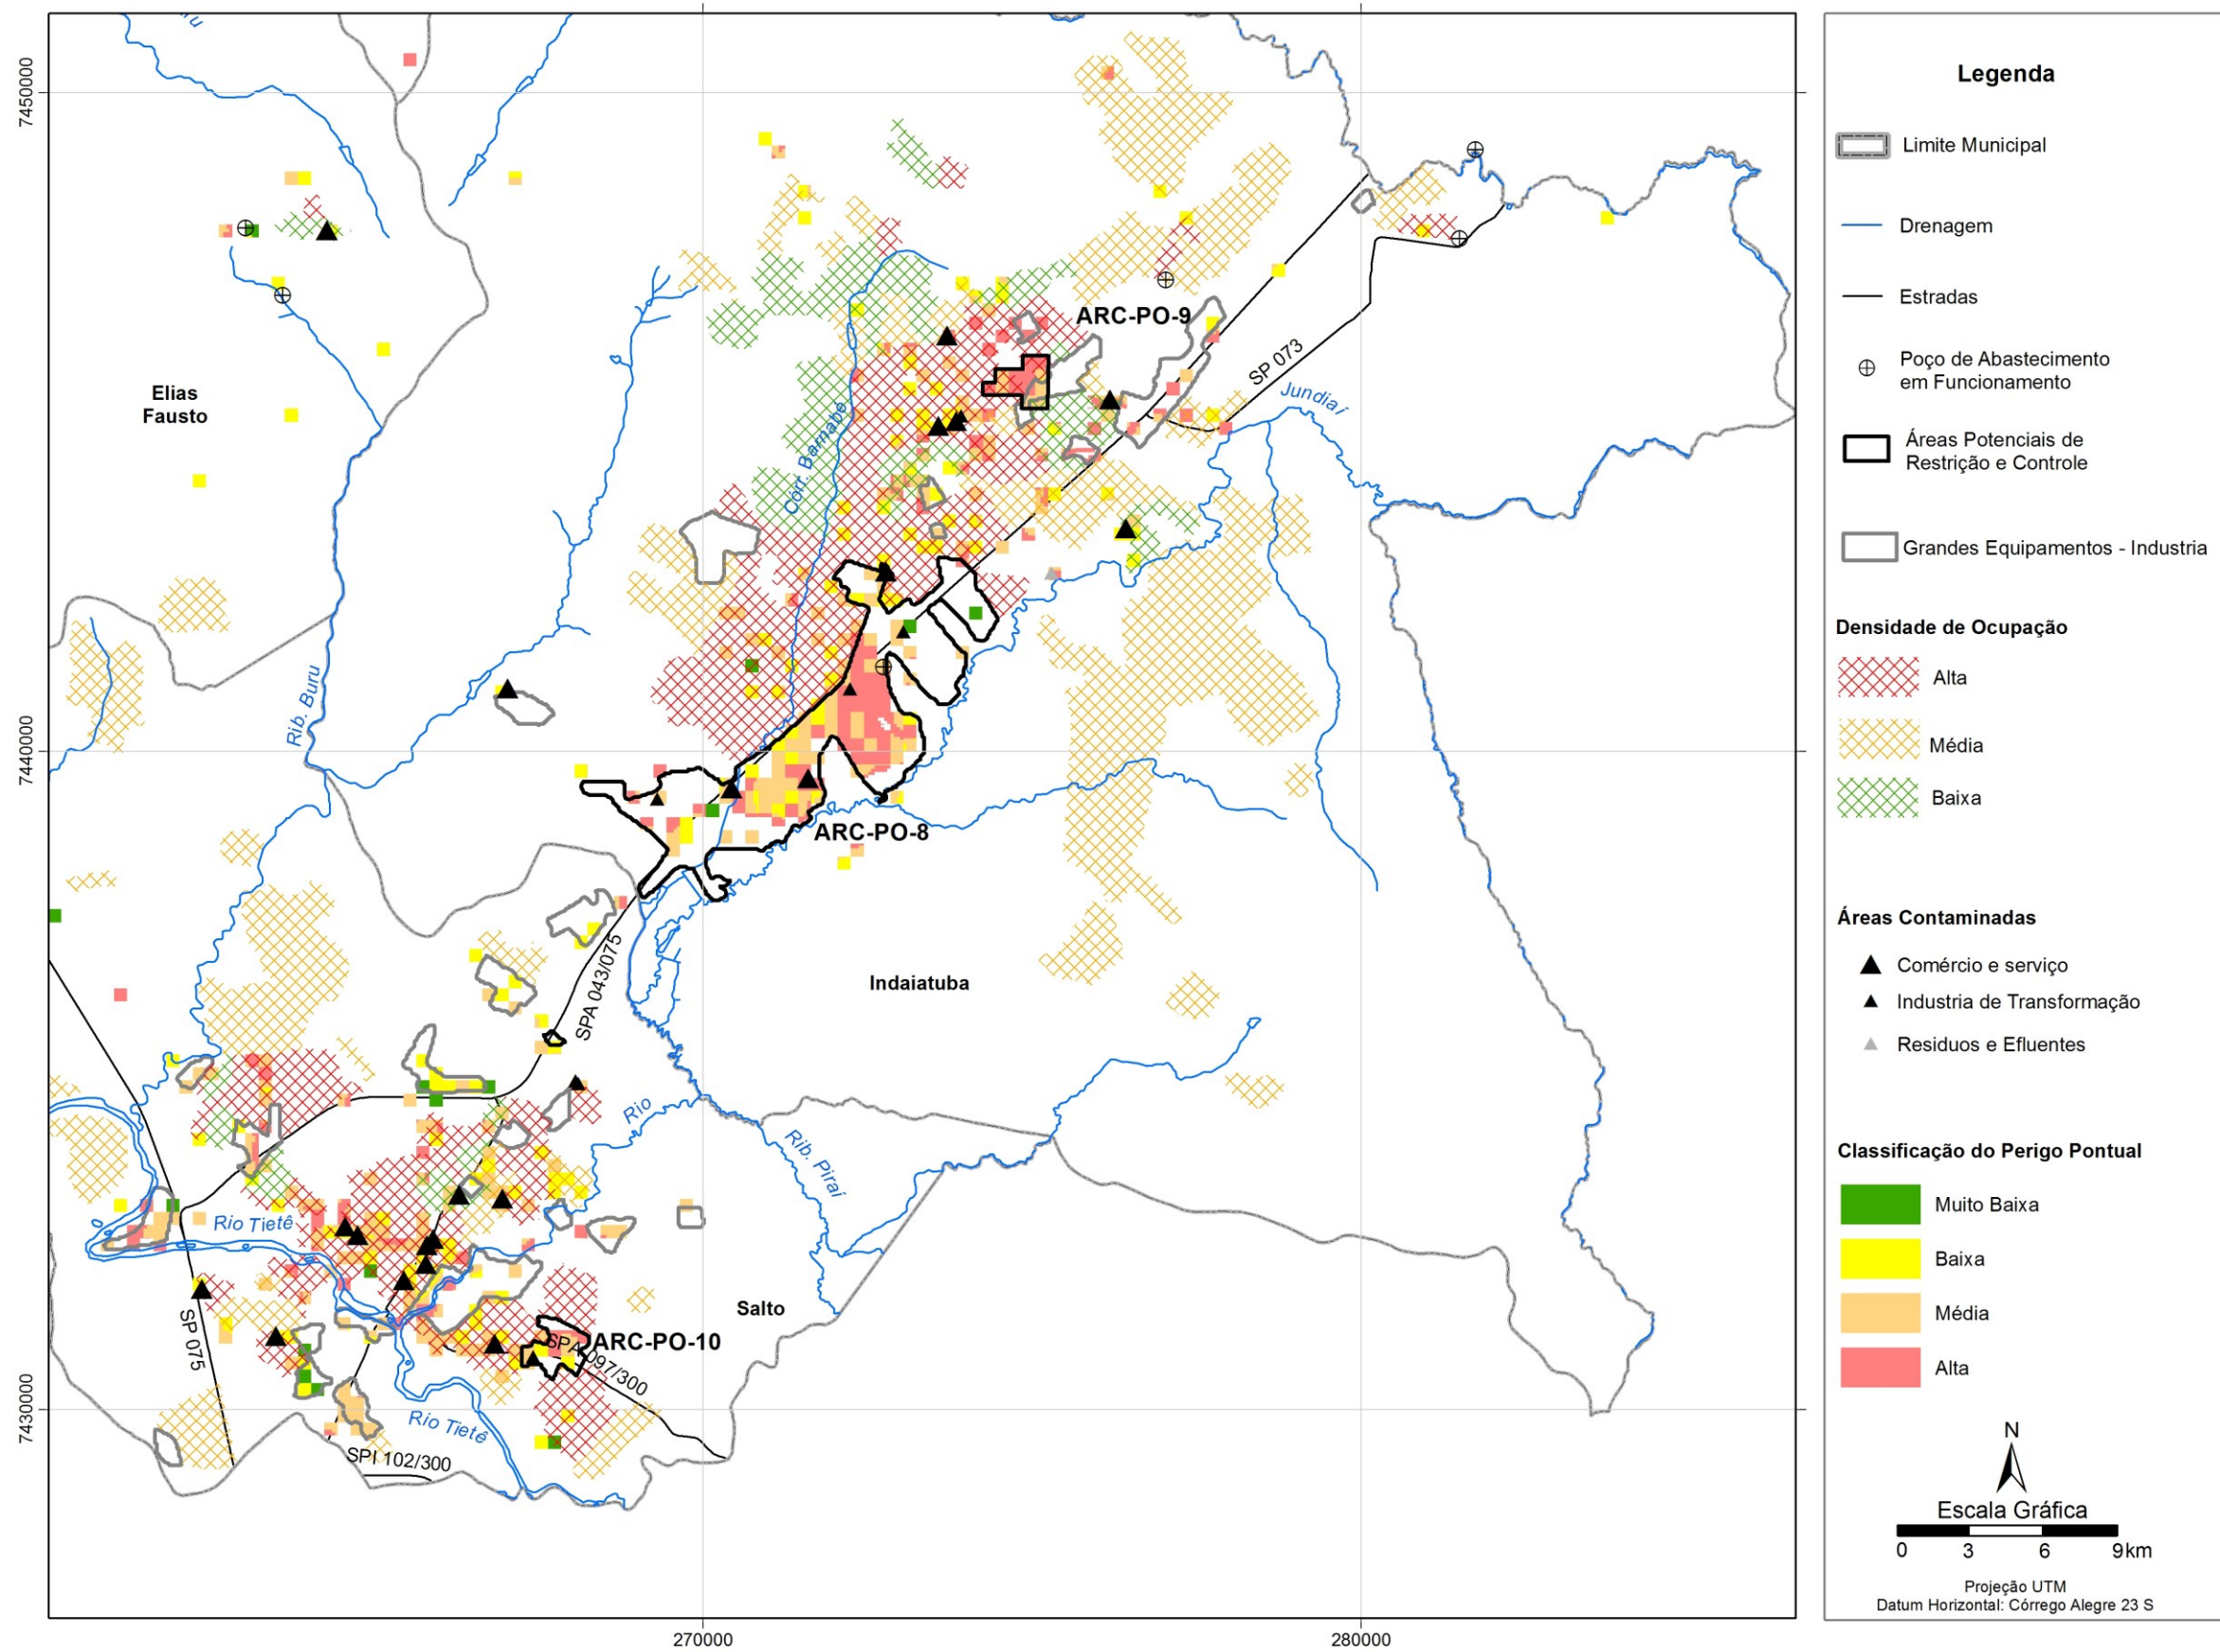 ru
7450000
7440000
7430000
270000
280000
Elias
Fausto
ARC-PO-9
SP 073
Jundiaí
Córr. Barnabé
Rib. Buru
ARC-PO-8
SPA 043/075
Indaiatuba
Rio
Rib. Piraí
Rio Tietê
SP 075
Salto
ARC-PO-10
SPA 097/300
Rio Tietê
SPI 102/300
Legenda
Limite Municipal
Drenagem
Estradas
Poço de Abastecimento
em Funcionamento
Áreas Potenciais de
Restrição e Controle
Grandes Equipamentos - Industria
Densidade de Ocupação
Alta
Média
Baixa
Áreas Contaminadas
Comércio e serviço
Industria de Transformação
Residuos e Efluentes
Classificação do Perigo Pontual
Muito Baixa
Baixa
Média
Alta
N
Escala Gráfica
0 3 6 9km
Projeção UTM
Datum Horizontal: Córrego Alegre 23 S